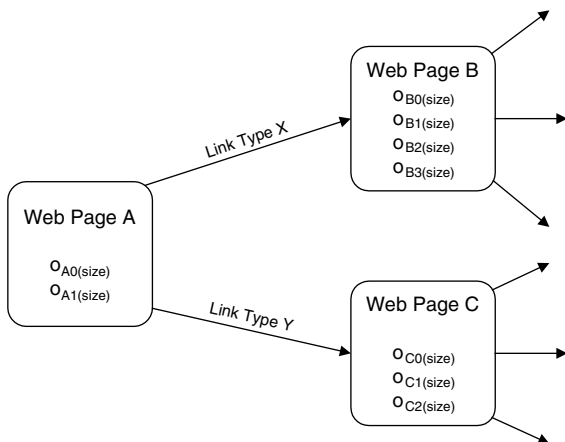 Web Page B
oB0(size)
oB1(size)
oB2(size)
oB3(size)
Link Type X
Web Page A
oA0(size)
oA1(size)
Link Type Y
Web Page C
oC0(size)
oC1(size)
oC2(size)